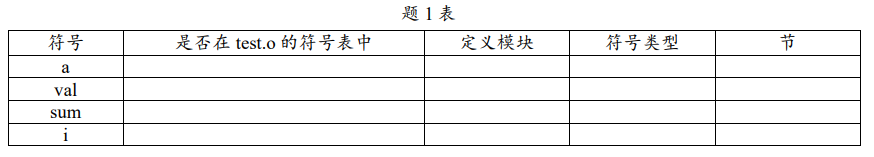 题 1 表
符号 是否在 test.o 的符号表中 定义模块 符号类型 节
a
val
sum
i